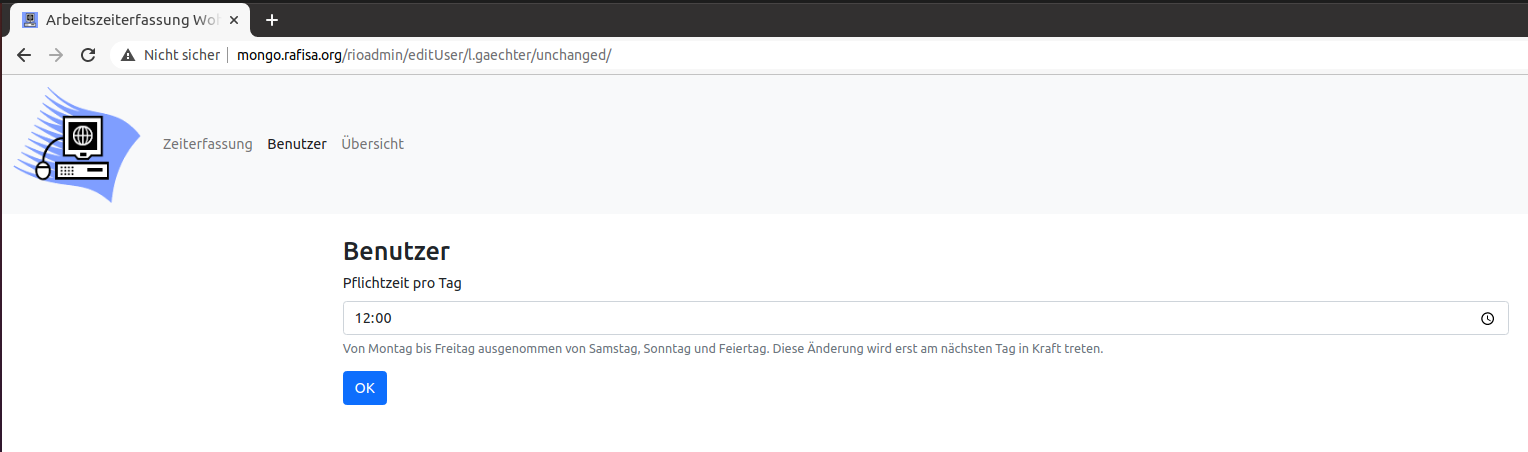 Arbeitszeiterfassung Woh
Nicht sicher
mongo.rafisa.org/rioadmin/editUser/l.gaechter/unchanged/
Zeiterfassung Benutzer Übersicht
Benutzer
Pflichtzeit pro Tag
12:00
Von Montag bis Freitag ausgenommen von Samstag, Sonntag und Feiertag. Diese Änderung wird erst am nächsten Tag in Kraft treten.
OK